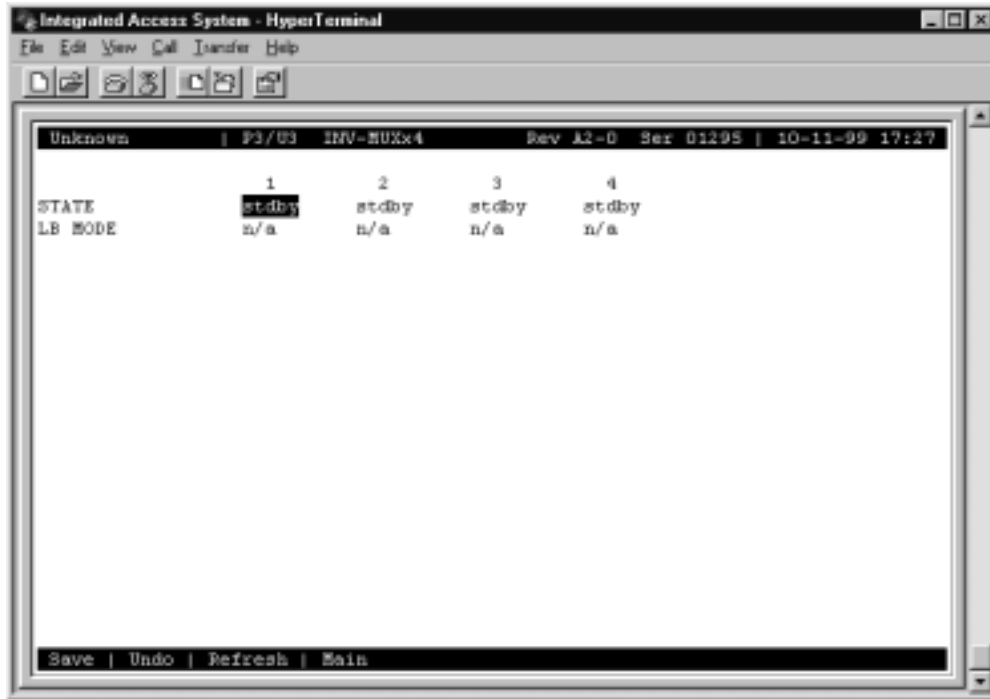 Integrated Access System - HyperTerminal
File Edit View Call Transfer Help
Unknown | P3/U3 INV-MUXx4 Rev A2-0 Ser 01295 | 10-11-99 17:27
1 2 3 4
STATE stdby stdby stdby stdby
LB MODE n/a n/a n/a n/a
Save | Undo | Refresh | Main